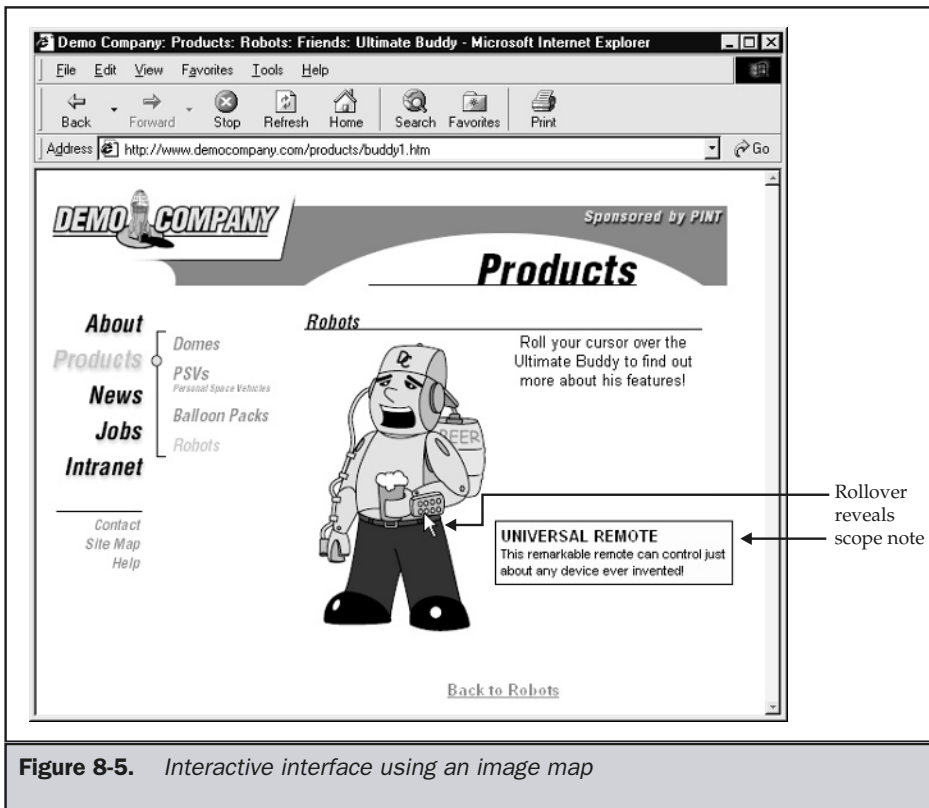 Demo Company: Products: Robots: Friends: Ultimate Buddy - Microsoft Internet Explorer
File Edit View Favorites Tools Help
Back Forward Stop Refresh Home Search Favorites Print
Address http://www.democompany.com/products/buddy1.htm Go
DEMO COMPANY
Sponsored by PINT
Products
About
Products
News
Jobs
Intranet
Domes
PSVs
Personal Space Vehicles
Balloon Packs
Robots
Contact
Site Map
Help
Robots
Roll your cursor over the
Ultimate Buddy to find out
more about his features!
DC
BEER
UNIVERSAL REMOTE
This remarkable remote can control just
about any device ever invented!
Back to Robots
Rollover
reveals
scope note
Figure 8-5. Interactive interface using an image map